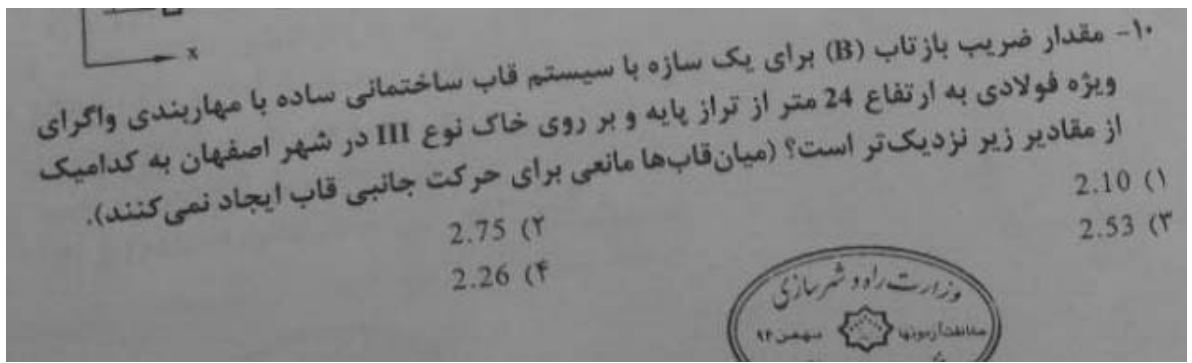 x
۱۰- مقدار ضریب بازتاب (B) برای یک سازه با سیستم قاب ساختمانی ساده با مهاربندی واگرای
ویژه فولادی به ارتفاع 24 متر از تراز پایه و بر روی خاک نوع III در شهر اصفهان به کدامیک
از مقادیر زیر نزدیک‌تر است؟ (میان‌قاب‌ها مانعی برای حرکت جانبی قاب ایجاد نمی‌کنند).
۱) 2.10
۲) 2.75
۳) 2.53
۴) 2.26
وزارت راه و شهرسازی
بهمن ۹۴